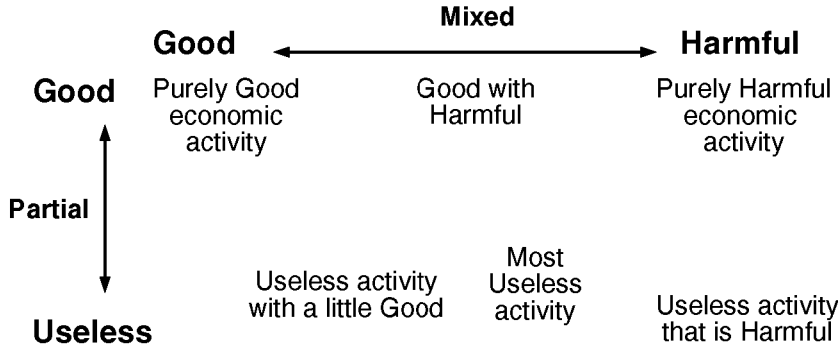 Mixed
Good
Harmful
Good
Purely Good
economic
activity
Good with
Harmful
Purely Harmful
economic
activity
Partial
Useless activity
with a little Good
Most
Useless
activity
Useless activity
that is Harmful
Useless